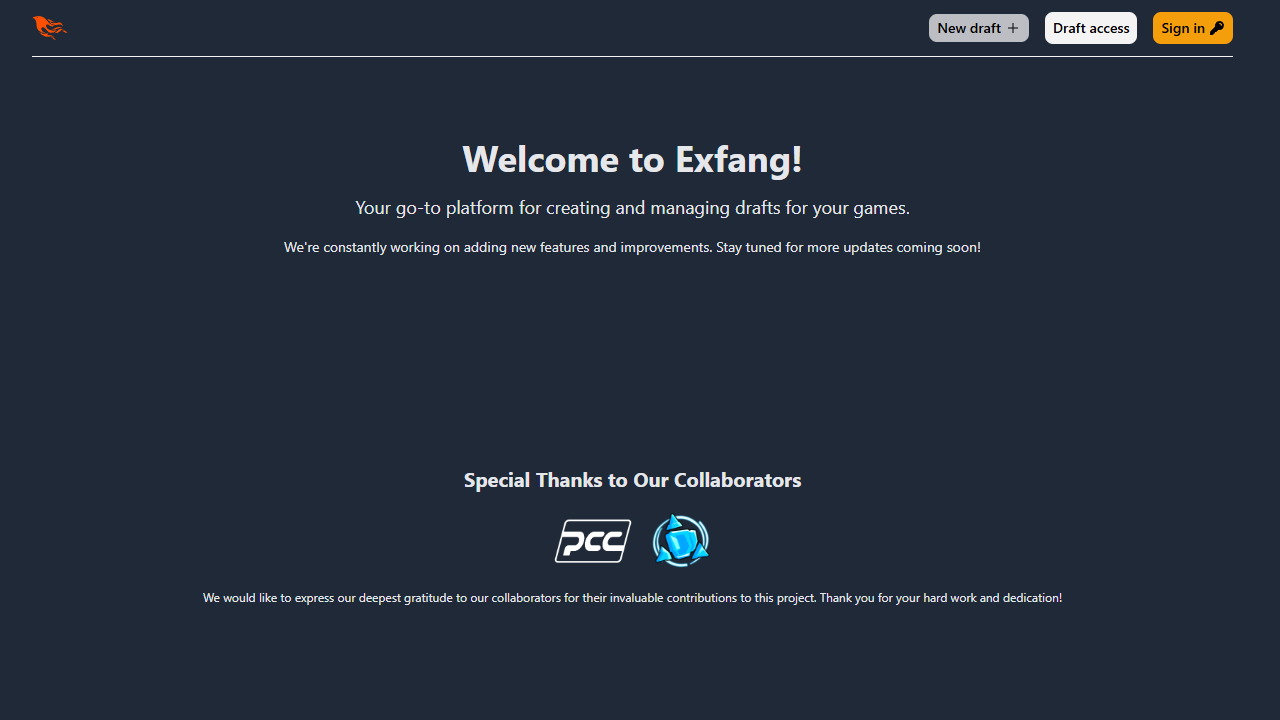 New draft
Draft access
Sign in
Welcome to Exfang!
Your go-to platform for creating and managing drafts for your games.
We're constantly working on adding new features and improvements. Stay tuned for more updates coming soon!
Special Thanks to Our Collaborators
PCC
We would like to express our deepest gratitude to our collaborators for their invaluable contributions to this project. Thank you for your hard work and dedication!